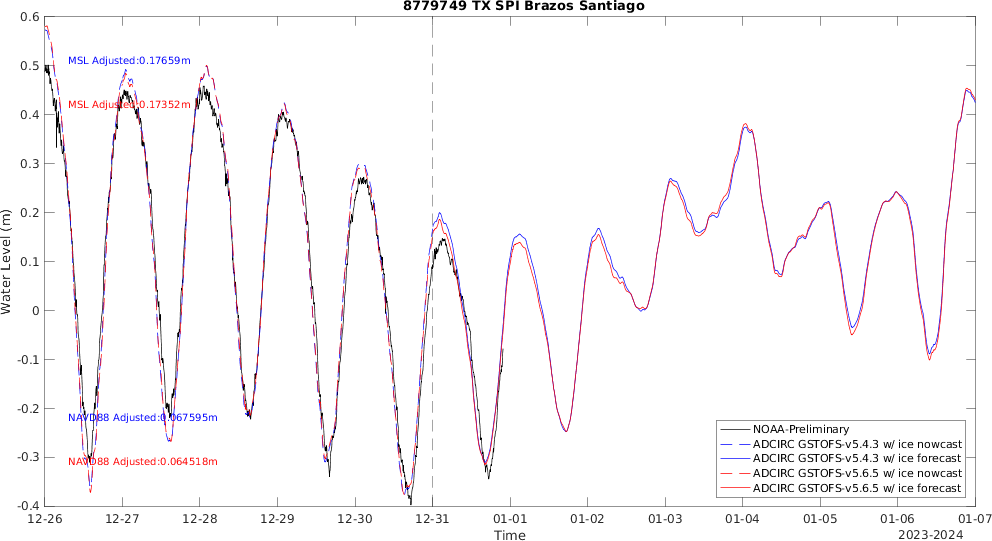 8779749 TX SPI Brazos Santiago
0.6
0.5
0.4
0.3
0.2
0.1
0
-0.1
-0.2
-0.3
-0.4
Water Level (m)
MSL Adjusted:0.17659m
MSL Adjusted:0.17352m
NAVD88 Adjusted:0.067595m
NAVD88 Adjusted:0.064518m
NOAA-Preliminary
ADCIRC GSTOFS-v5.4.3 w/ ice nowcast
ADCIRC GSTOFS-v5.4.3 w/ ice forecast
ADCIRC GSTOFS-v5.6.5 w/ ice nowcast
ADCIRC GSTOFS-v5.6.5 w/ ice forecast
12-26 12-27 12-28 12-29 12-30 12-31 01-01 01-02 01-03 01-04 01-05 01-06 01-07
Time
2023-2024